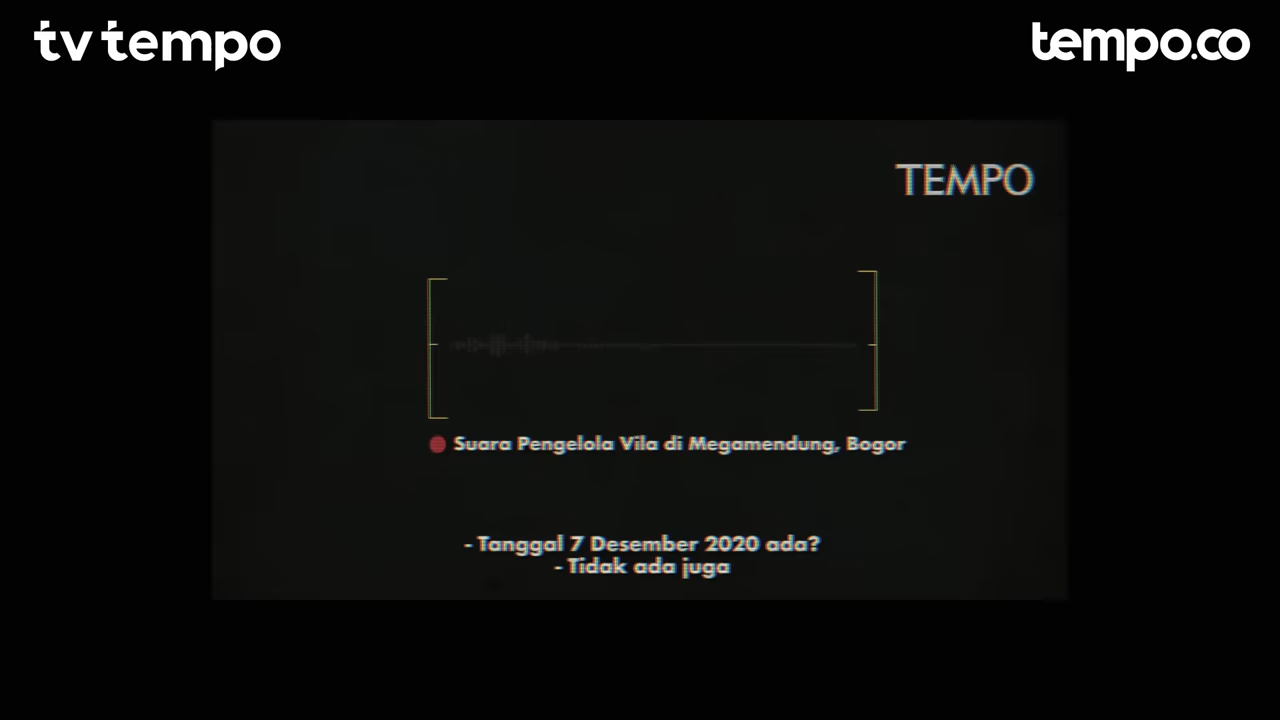 tv tempo
tempo.co
TEMPO
Suara Pengelola Vila di Megamendung, Bogor
- Tanggal 7 Desember 2020 ada?
- Tidak ada juga